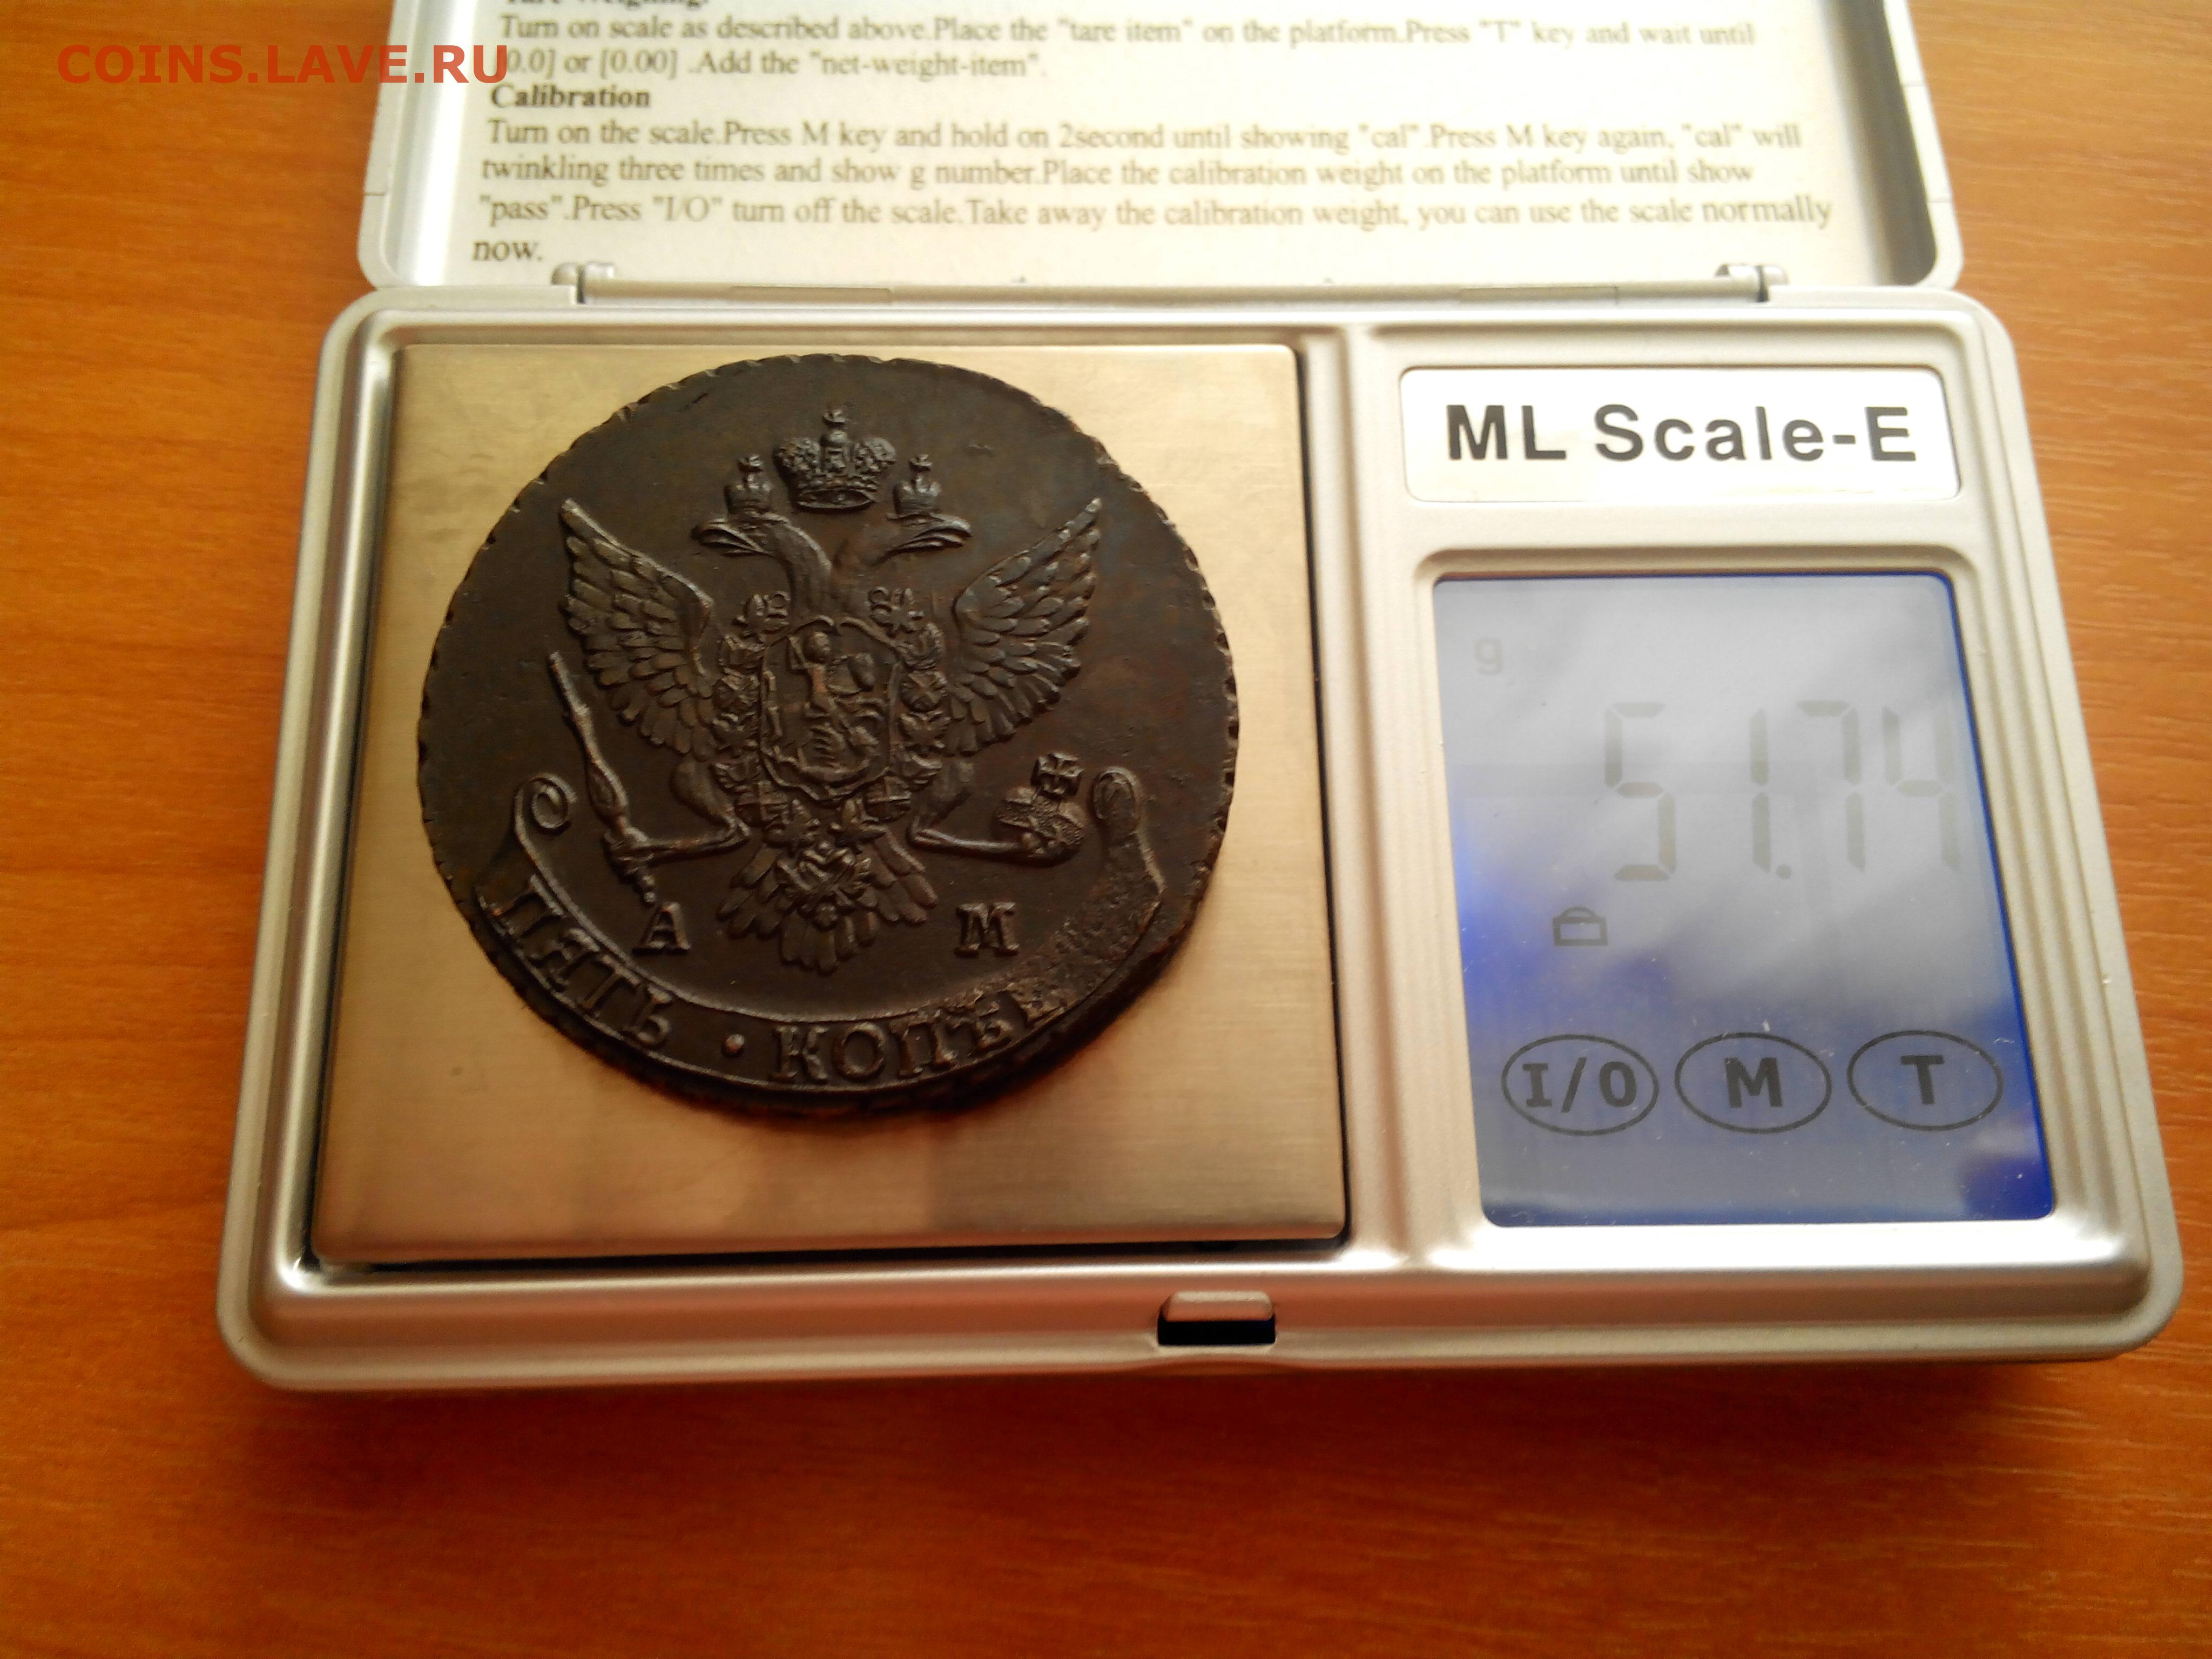 Tare Weighing.
Turn on scale as described above.Place the "tare item" on the platform.Press "T" key and wait until
[0.0] or [0.00] .Add the "net-weight-item".
COINS.LAVE.RU
Calibration
Turn on the scale.Press M key and hold on 2second until showing "cal".Press M key again, "cal" will
twinkling three times and show g number.Place the calibration weight on the platform until show
"pass".Press "I/O" turn off the scale.Take away the calibration weight, you can use the scale normally
now.
ML Scale-E
g
51.74
I/O M T
А М
ПЯТЬ · КОПѢ